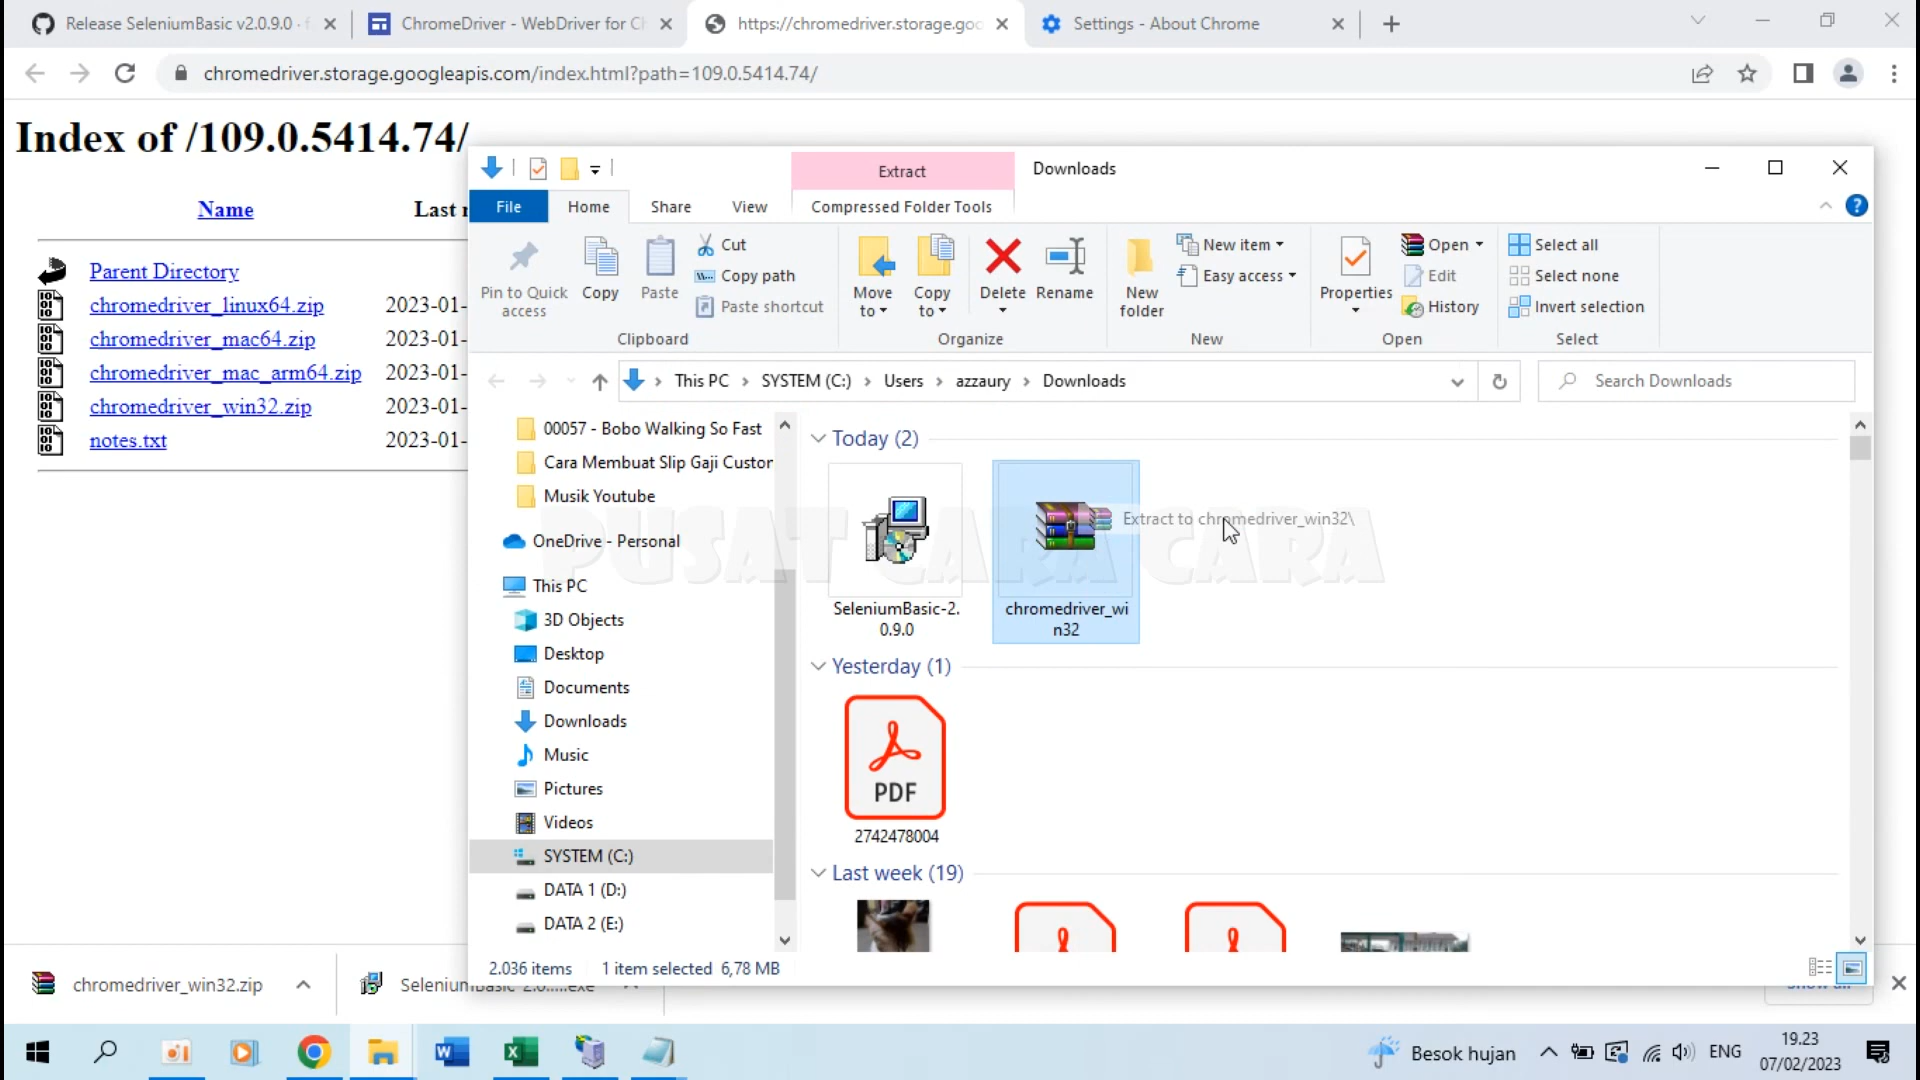 Release SeleniumBasic v2.0.9.0 ·
ChromeDriver - WebDriver for Ch
https://chromedriver.storage.goo
Settings - About Chrome
chromedriver.storage.googleapis.com/index.html?path=109.0.5414.74/
Index of /109.0.5414.74/
Name
Last
Parent Directory
chromedriver_linux64.zip 2023-01-
chromedriver_mac64.zip 2023-01-
chromedriver_mac_arm64.zip 2023-01-
chromedriver_win32.zip 2023-01-
notes.txt 2023-01-
Extract
Downloads
File
Home
Share
View
Compressed Folder Tools
Pin to Quick access
Copy
Paste
Cut
Copy path
Paste shortcut
Clipboard
Move to
Copy to
Delete
Rename
Organize
New folder
New item
Easy access
New
Properties
Open
Edit
History
Open
Select all
Select none
Invert selection
Select
This PC
SYSTEM (C:)
Users
azzaury
Downloads
Search Downloads
00057 - Bobo Walking So Fast
Cara Membuat Slip Gaji Custor
Musik Youtube
OneDrive - Personal
This PC
3D Objects
Desktop
Documents
Downloads
Music
Pictures
Videos
SYSTEM (C:)
DATA 1 (D:)
DATA 2 (E:)
Today (2)
Extract to chromedriver_win32\
PUSAT CARA CARA
SeleniumBasic-2.
0.9.0
chromedriver_wi
n32
Yesterday (1)
PDF
2742478004
Last week (19)
2.036 items
1 item selected 6,78 MB
chromedriver_win32.zip
Show all
Besok hujan
ENG
19.23
07/02/2023